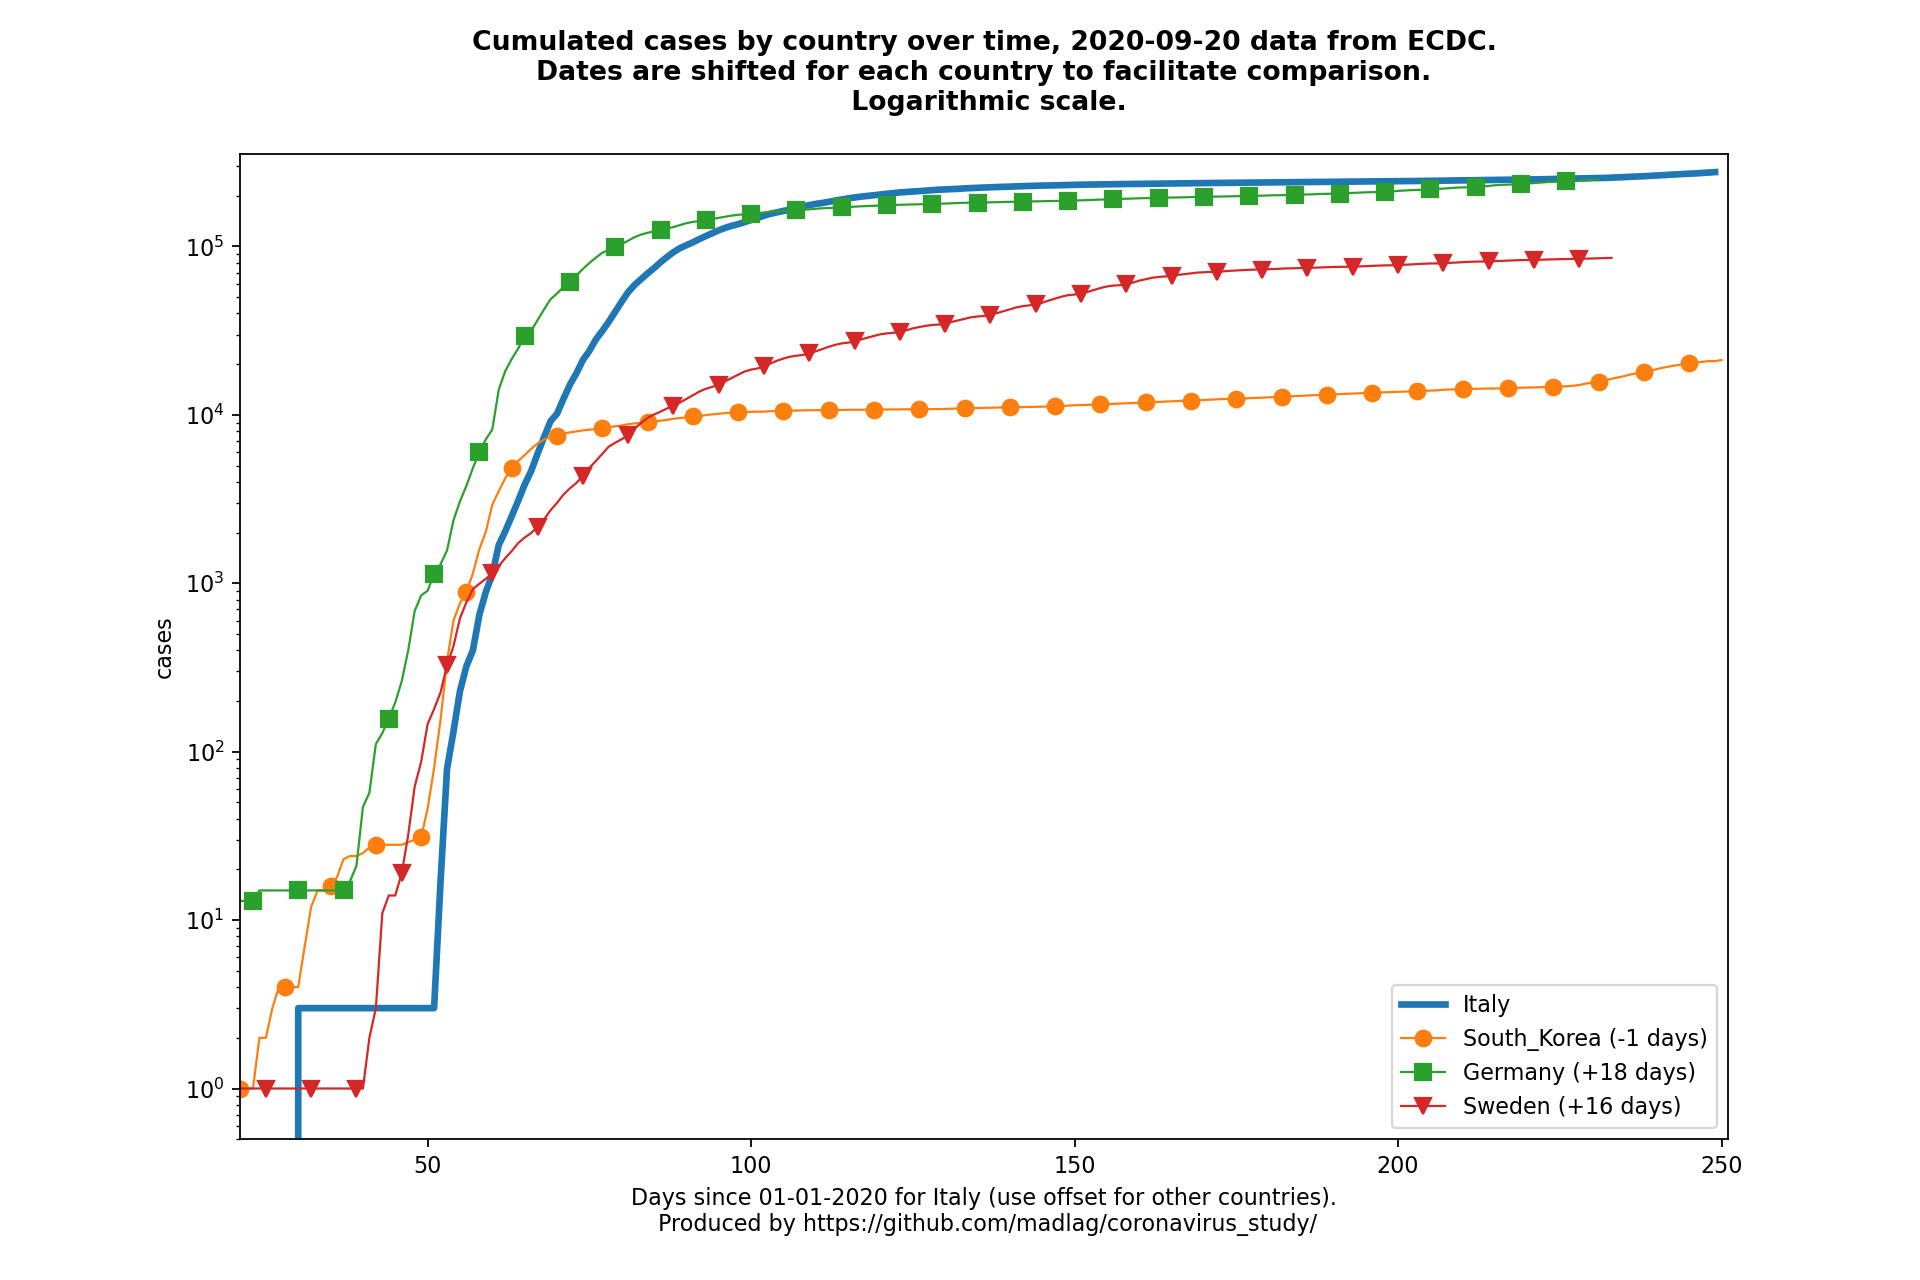 Cumulated cases by country over time, 2020-09-20 data from ECDC.
Dates are shifted for each country to facilitate comparison.
Logarithmic scale.
10^5
10^4
10^3
10^2
10^1
10^0
cases
50
100
150
200
250
Italy
South_Korea (-1 days)
Germany (+18 days)
Sweden (+16 days)
Days since 01-01-2020 for Italy (use offset for other countries).
Produced by https://github.com/madlag/coronavirus_study/